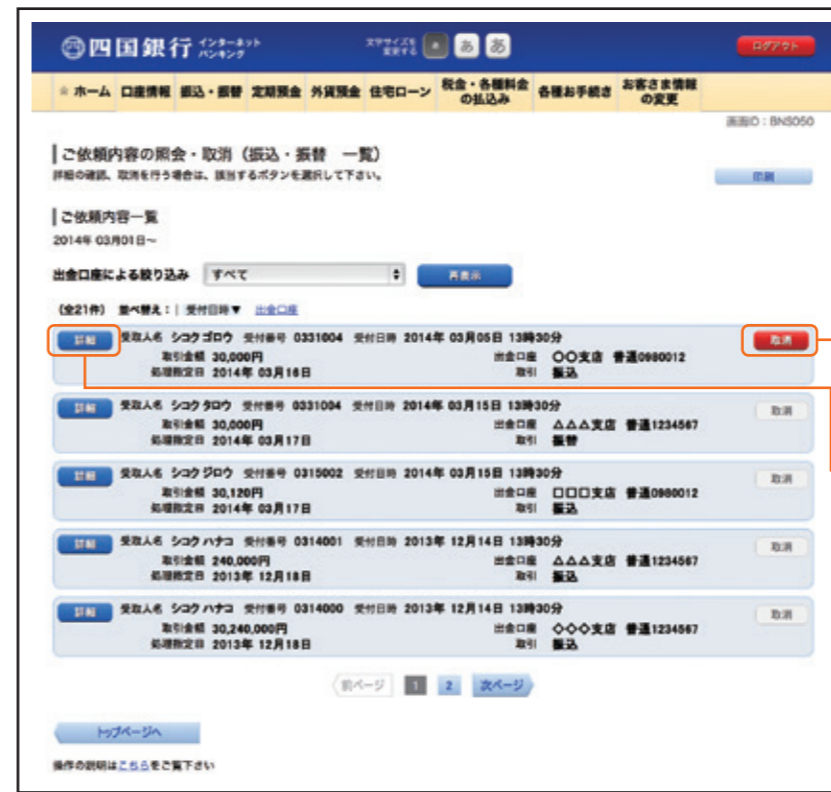 四国銀行 インターネットバンキング 文字サイズを変更する あ あ あ ログアウト
ホーム 口座情報 振込・振替 定期預金 外貨預金 住宅ローン 税金・各種料金の払込み 各種お手続き お客さま情報の変更
画面ID:BNS050
ご依頼内容の照会・取消(振込・振替 一覧)
詳細の確認、取消を行う場合は、該当するボタンを選択して下さい。
印刷
ご依頼内容一覧
2014年 03月01日~
出金口座による絞り込み すべて 再表示
(全21件) 並べ替え:| 受付日時▼ 出金口座
詳細 受取人名 シコク ゴロウ 受付番号 0331004 受付日時 2014年 03月05日 13時30分 取消
取引金額 30,000円 出金口座 〇〇支店 普通0980012
処理指定日 2014年 03月16日 取引 振込
詳細 受取人名 シコク タロウ 受付番号 0331004 受付日時 2014年 03月15日 13時30分 取消
取引金額 30,000円 出金口座 △△△支店 普通1234567
処理指定日 2014年 03月17日 取引 振替
詳細 受取人名 シコク ジロウ 受付番号 0315002 受付日時 2014年 03月15日 13時30分 取消
取引金額 30,120円 出金口座 □□□支店 普通0980012
処理指定日 2014年 03月17日 取引 振込
詳細 受取人名 シコク ハナコ 受付番号 0314001 受付日時 2013年 12月14日 13時30分 取消
取引金額 240,000円 出金口座 △△△支店 普通1234567
処理指定日 2013年 12月18日 取引 振込
詳細 受取人名 シコク ハナコ 受付番号 0314000 受付日時 2013年 12月14日 13時30分 取消
取引金額 30,240,000円 出金口座 ◇◇◇支店 普通1234567
処理指定日 2013年 12月18日 取引 振込
前ページ 1 2 次ページ
トップページへ
操作の説明はこちらをご覧下さい